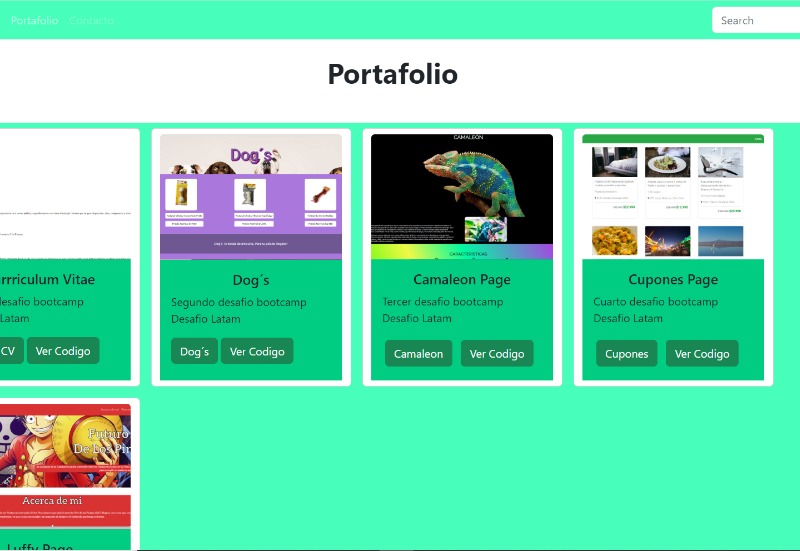 Portafolio Contacto
Search
Portafolio
Dog´s
CAMALEON
CARACTERISTICAS
rrriculum Vitae
esafio bootcamp
Latam
CV
Ver Codigo
Dog´s
Segundo desafio bootcamp
Desafio Latam
Dog´s
Ver Codigo
Camaleon Page
Tercer desafio bootcamp
Desafio Latam
Camaleon
Ver Codigo
Cupones Page
Cuarto desafio bootcamp
Desafio Latam
Cupones
Ver Codigo
Futuro
De Los Pir
Acerca de mi
Luffy Page